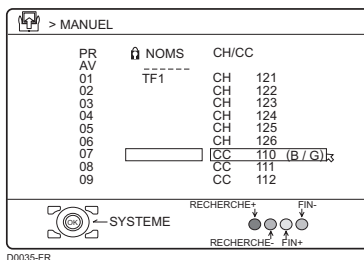 > MANUEL
PR NOMS CH/CC
AV ------
01 TF1 CH 121
02 CH 122
03 CH 123
04 CH 124
05 CH 125
06 CH 126
07 CC 110 (B / G)
08 CC 111
09 CC 112
RECHERCHE+ FIN-
OK SYSTEME
RECHERCHE- FIN+
D0035-FR